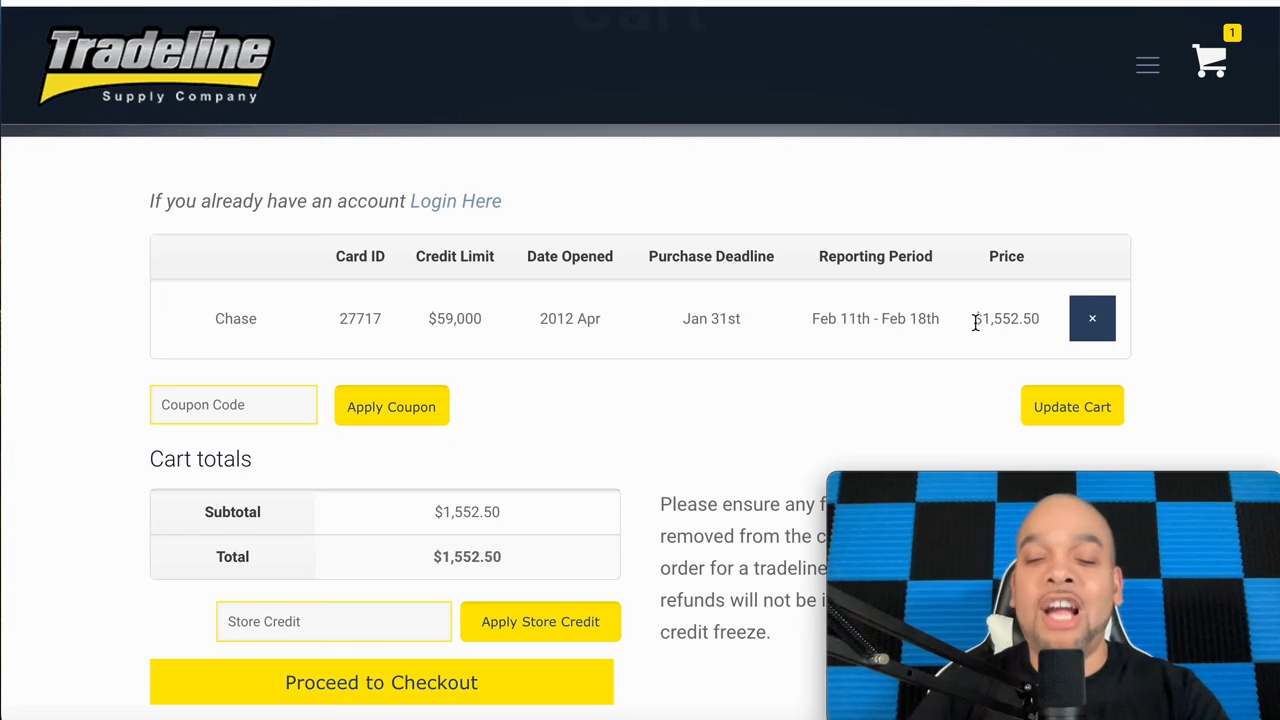 Cart
1
Tradeline
Supply Company
If you already have an account Login Here
Card ID Credit Limit Date Opened Purchase Deadline Reporting Period Price
Chase 27717 $59,000 2012 Apr Jan 31st Feb 11th - Feb 18th $1,552.50 ×
Coupon Code Apply Coupon Update Cart
Cart totals
Subtotal $1,552.50
Total $1,552.50
Store Credit Apply Store Credit
Proceed to Checkout
Please ensure any f
removed from the c
order for a tradeline
refunds will not be i
credit freeze.